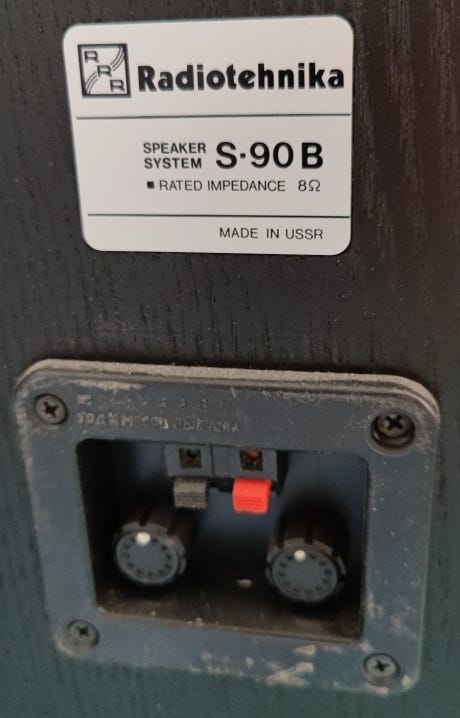 RRR Radiotehnika
SPEAKER
SYSTEM S-90B
RATED IMPEDANCE 8Ω
MADE IN USSR